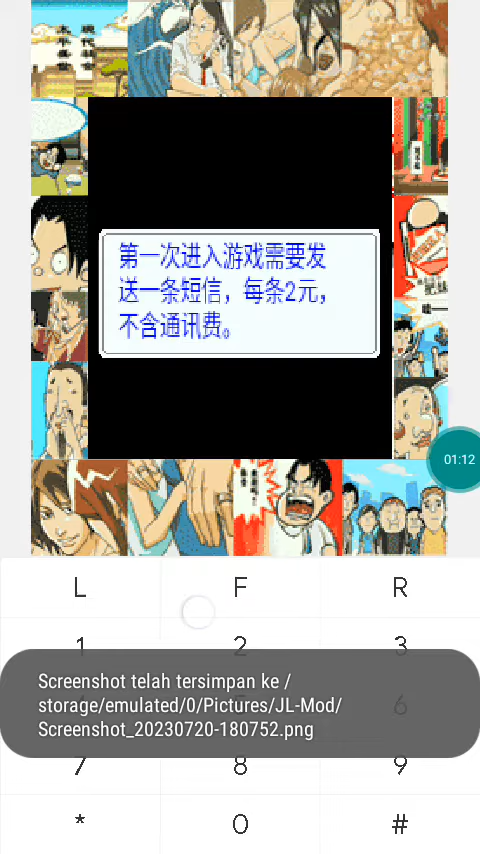 第一次进入游戏需要发
送一条短信，每条2元，
不含通讯费。
01:12
L F R
1 2 3
6
Screenshot telah tersimpan ke /
storage/emulated/0/Pictures/JL-Mod/
Screenshot_20230720-180752.png
7 8 9
* 0 #